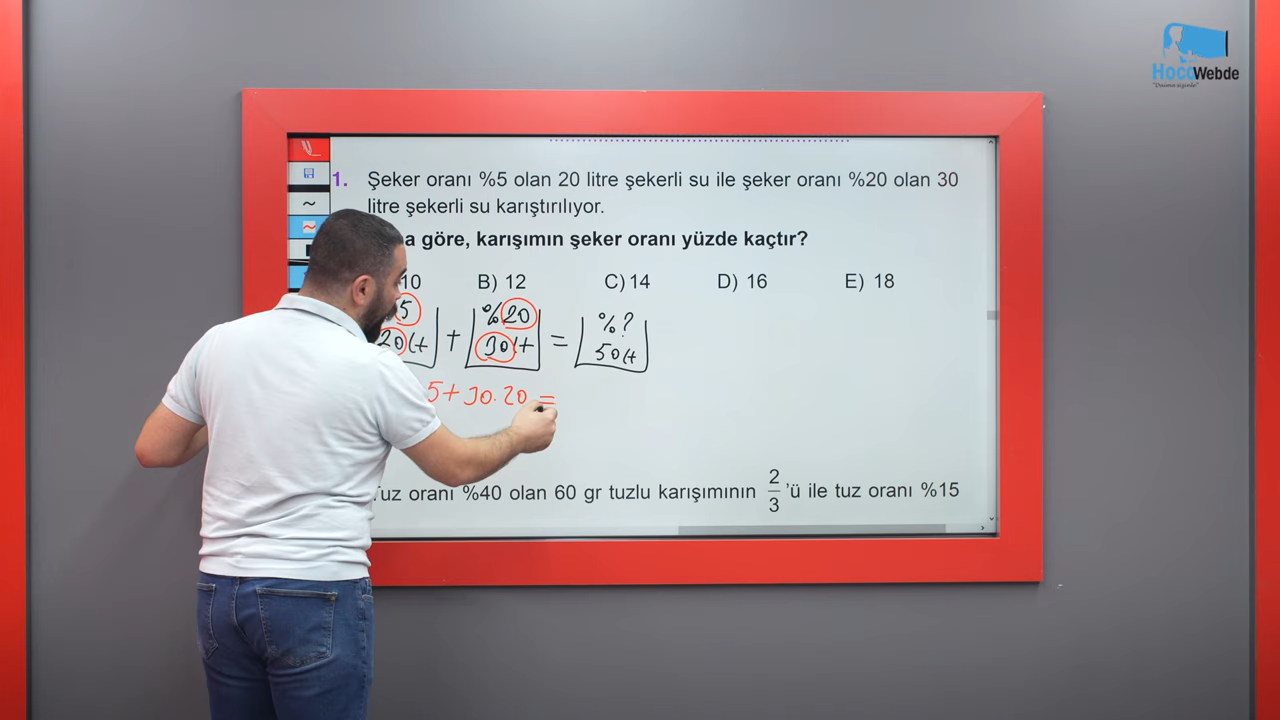 HocaWebde
1. Şeker oranı %5 olan 20 litre şekerli su ile şeker oranı %20 olan 30
litre şekerli su karıştırılıyor.
a göre, karışımın şeker oranı yüzde kaçtır?
10 B) 12 C) 14 D) 16 E) 18
5 %20 %?
20lt + 30lt = 50lt
5+30.20 =
Tuz oranı %40 olan 60 gr tuzlu karışımının 2/3 'ü ile tuz oranı %15